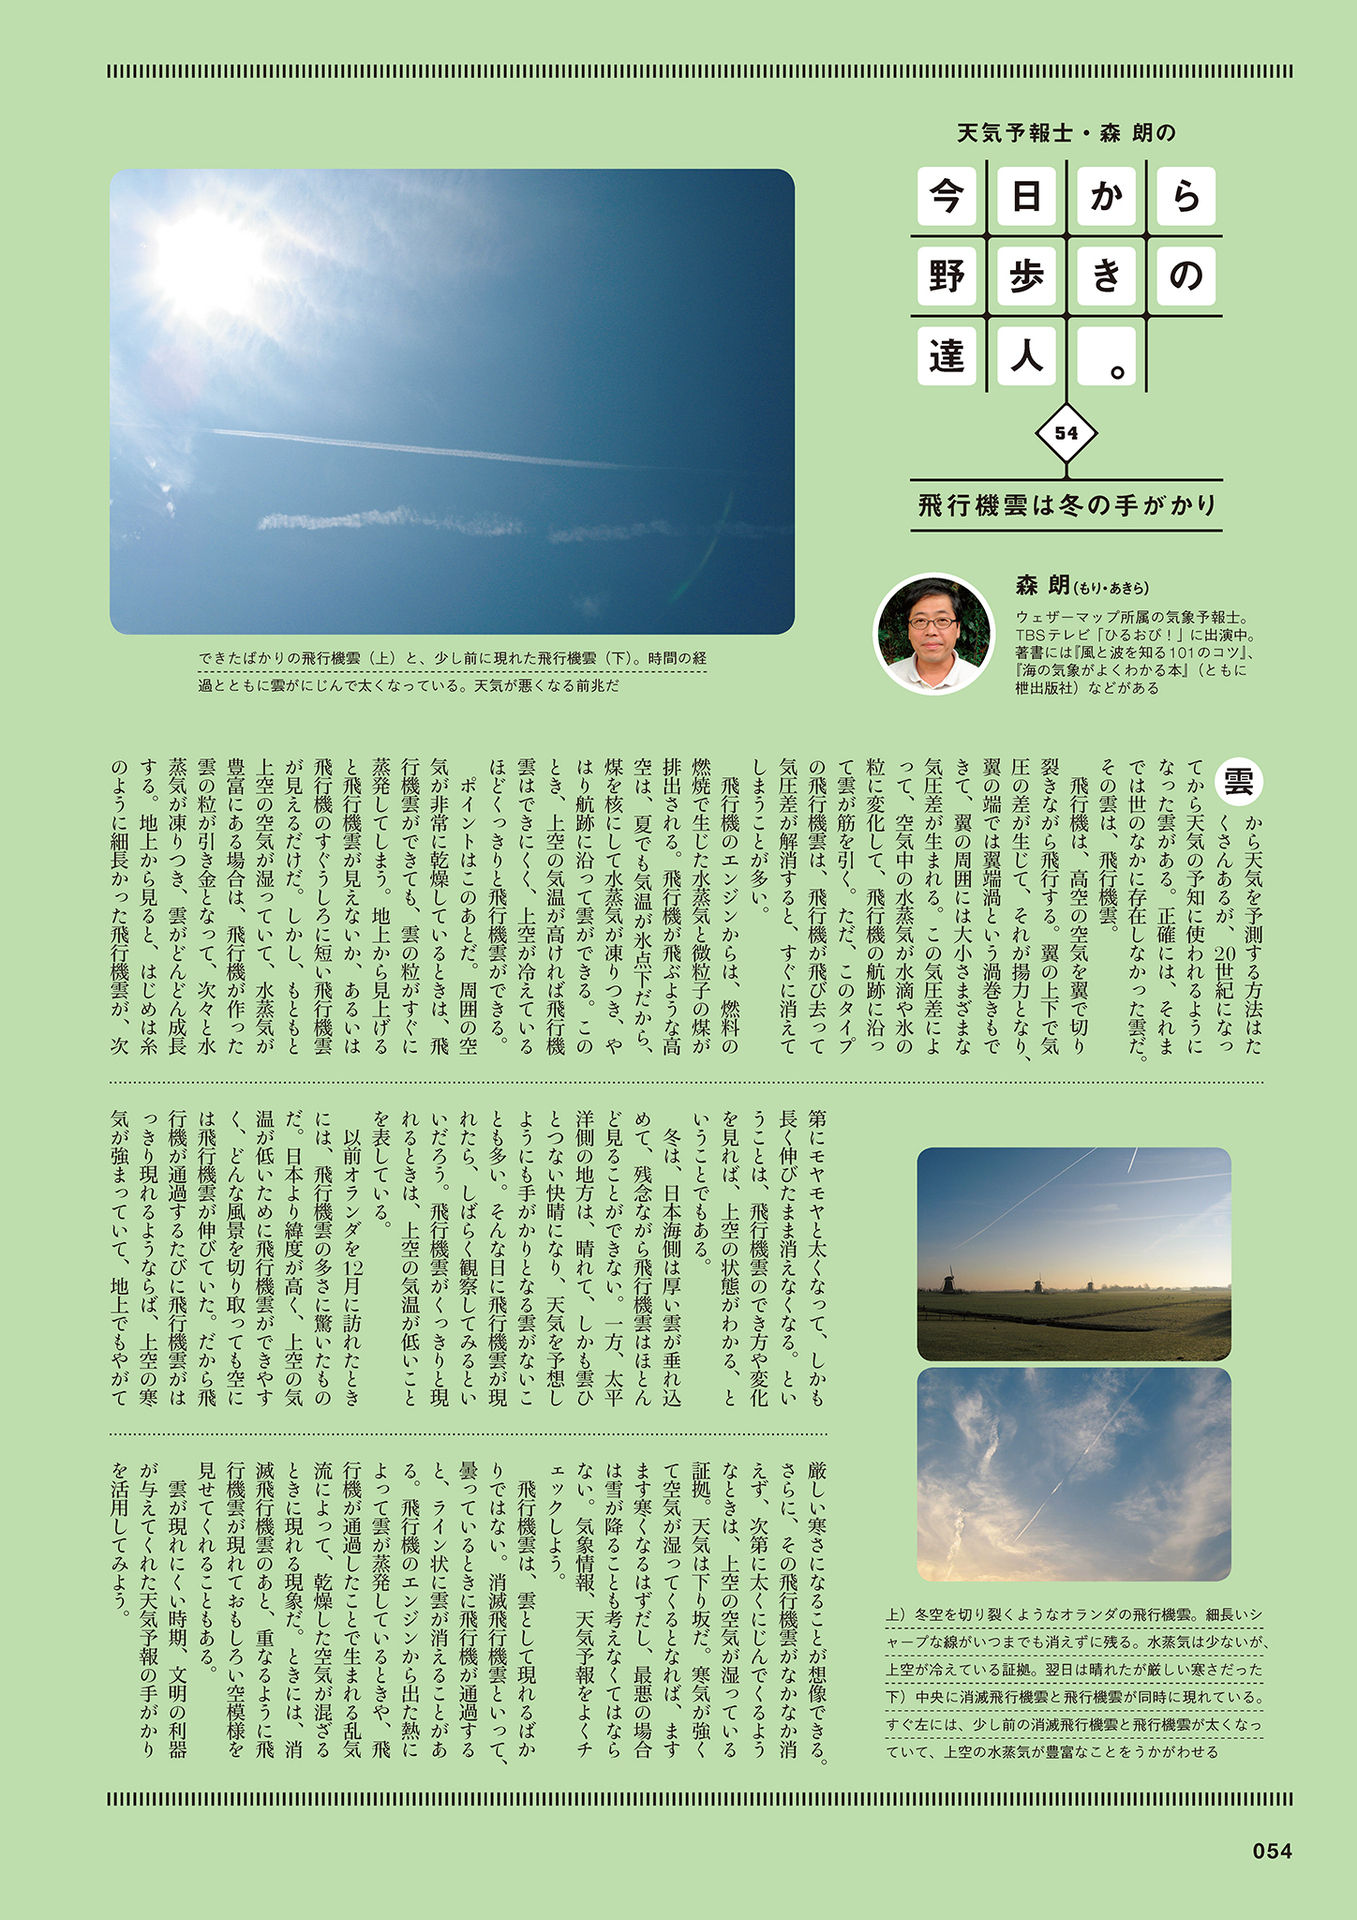 天気予報士・森 朗の
今日から
野歩きの
達人。
54
飛行機雲は冬の手がかり
森 朗(もり・あきら)
ウェザーマップ所属の気象予報士。
TBSテレビ「ひるおび！」に出演中。
著書には『風と波を知る101のコツ』、
『海の気象がよくわかる本』（ともに
枻出版社）などがある
できたばかりの飛行機雲（上）と、少し前に現れた飛行機雲（下）。時間の経
過とともに雲がにじんで太くなっている。天気が悪くなる前兆だ
雲から天気を予測する方法はた
くさんあるが、20世紀になっ
てから天気の予知に使われるように
なった雲がある。正確には、それま
では世のなかに存在しなかった雲だ。
その雲は、飛行機雲。
飛行機は、高空の空気を翼で切り
裂きながら飛行する。翼の上下で気
圧の差が生じて、それが揚力となり、
翼の端では翼端渦という渦巻きもで
きて、翼の周囲には大小さまざまな
気圧差が生まれる。この気圧差によ
って、空気中の水蒸気が水滴や氷の
粒に変化して、飛行機の航跡に沿っ
て雲が筋を引く。ただ、このタイプ
の飛行機雲は、飛行機が飛び去って
気圧差が解消すると、すぐに消えて
しまうことが多い。
飛行機のエンジンからは、燃料の
燃焼で生じた水蒸気と微粒子の煤が
排出される。飛行機が飛ぶような高
空は、夏でも気温が氷点下だから、
煤を核にして水蒸気が凍りつき、や
はり航跡に沿って雲ができる。この
とき、上空の気温が高ければ飛行機
雲はできにくく、上空が冷えている
ほどくっきりと飛行機雲ができる。
ポイントはこのあとだ。周囲の空
気が非常に乾燥しているときは、飛
行機雲ができても、雲の粒がすぐに
蒸発してしまう。地上から見上げる
と飛行機雲が見えないか、あるいは
飛行機のすぐうしろに短い飛行機雲
が見えるだけだ。しかし、もともと
上空の空気が湿っていて、水蒸気が
豊富にある場合は、飛行機が作った
雲の粒が引き金となって、次々と水
蒸気が凍りつき、雲がどんどん成長
する。地上から見ると、はじめは糸
のように細長かった飛行機雲が、次
第にモヤモヤと太くなって、しかも
長く伸びたまま消えなくなる。とい
うことは、飛行機雲のでき方や変化
を見れば、上空の状態がわかる、と
いうことでもある。
冬は、日本海側は厚い雲が垂れ込
めて、残念ながら飛行機雲はほとん
ど見ることができない。一方、太平
洋側の地方は、晴れて、しかも雲ひ
とつない快晴になり、天気を予想し
ようにも手がかりとなる雲がないこ
とも多い。そんな日に飛行機雲が現
れたら、しばらく観察してみるとい
いだろう。飛行機雲がくっきりと現
れるときは、上空の気温が低いこと
を表している。
以前オランダを12月に訪れたとき
には、飛行機雲の多さに驚いたもの
だ。日本より緯度が高く、上空の気
温が低いために飛行機雲ができやす
く、どんな風景を切り取っても空に
は飛行機雲が伸びていた。だから飛
行機が通過するたびに飛行機雲がは
っきり現れるようならば、上空の寒
気が強まっていて、地上でもやがて
厳しい寒さになることが想像できる。
さらに、その飛行機雲がなかなか消
えず、次第に太くにじんでくるよう
なときは、上空の空気が湿っている
証拠。天気は下り坂だ。寒気が強く
て空気が湿ってくるとなれば、ます
ます寒くなるはずだし、最悪の場合
は雪が降ることも考えなくてはなら
ない。気象情報、天気予報をよくチ
ェックしよう。
飛行機雲は、雲として現れるばか
りではない。消滅飛行機雲といって、
曇っているときに飛行機が通過する
と、ライン状に雲が消えることがあ
る。飛行機のエンジンから出た熱に
よって雲が蒸発しているときや、飛
行機が通過したことで生まれる乱気
流によって、乾燥した空気が混ざる
ときに現れる現象だ。ときには、消
滅飛行機雲のあと、重なるように飛
行機雲が現れておもしろい空模様を
見せてくれることもある。
雲が現れにくい時期、文明の利器
が与えてくれた天気予報の手がかり
を活用してみよう。
上）冬空を切り裂くようなオランダの飛行機雲。細長いシ
ャープな線がいつまでも消えずに残る。水蒸気は少ないが、
上空が冷えている証拠。翌日は晴れたが厳しい寒さだった
下）中央に消滅飛行機雲と飛行機雲が同時に現れている。
すぐ左には、少し前の消滅飛行機雲と飛行機雲が太くなっ
ていて、上空の水蒸気が豊富なことをうかがわせる
054